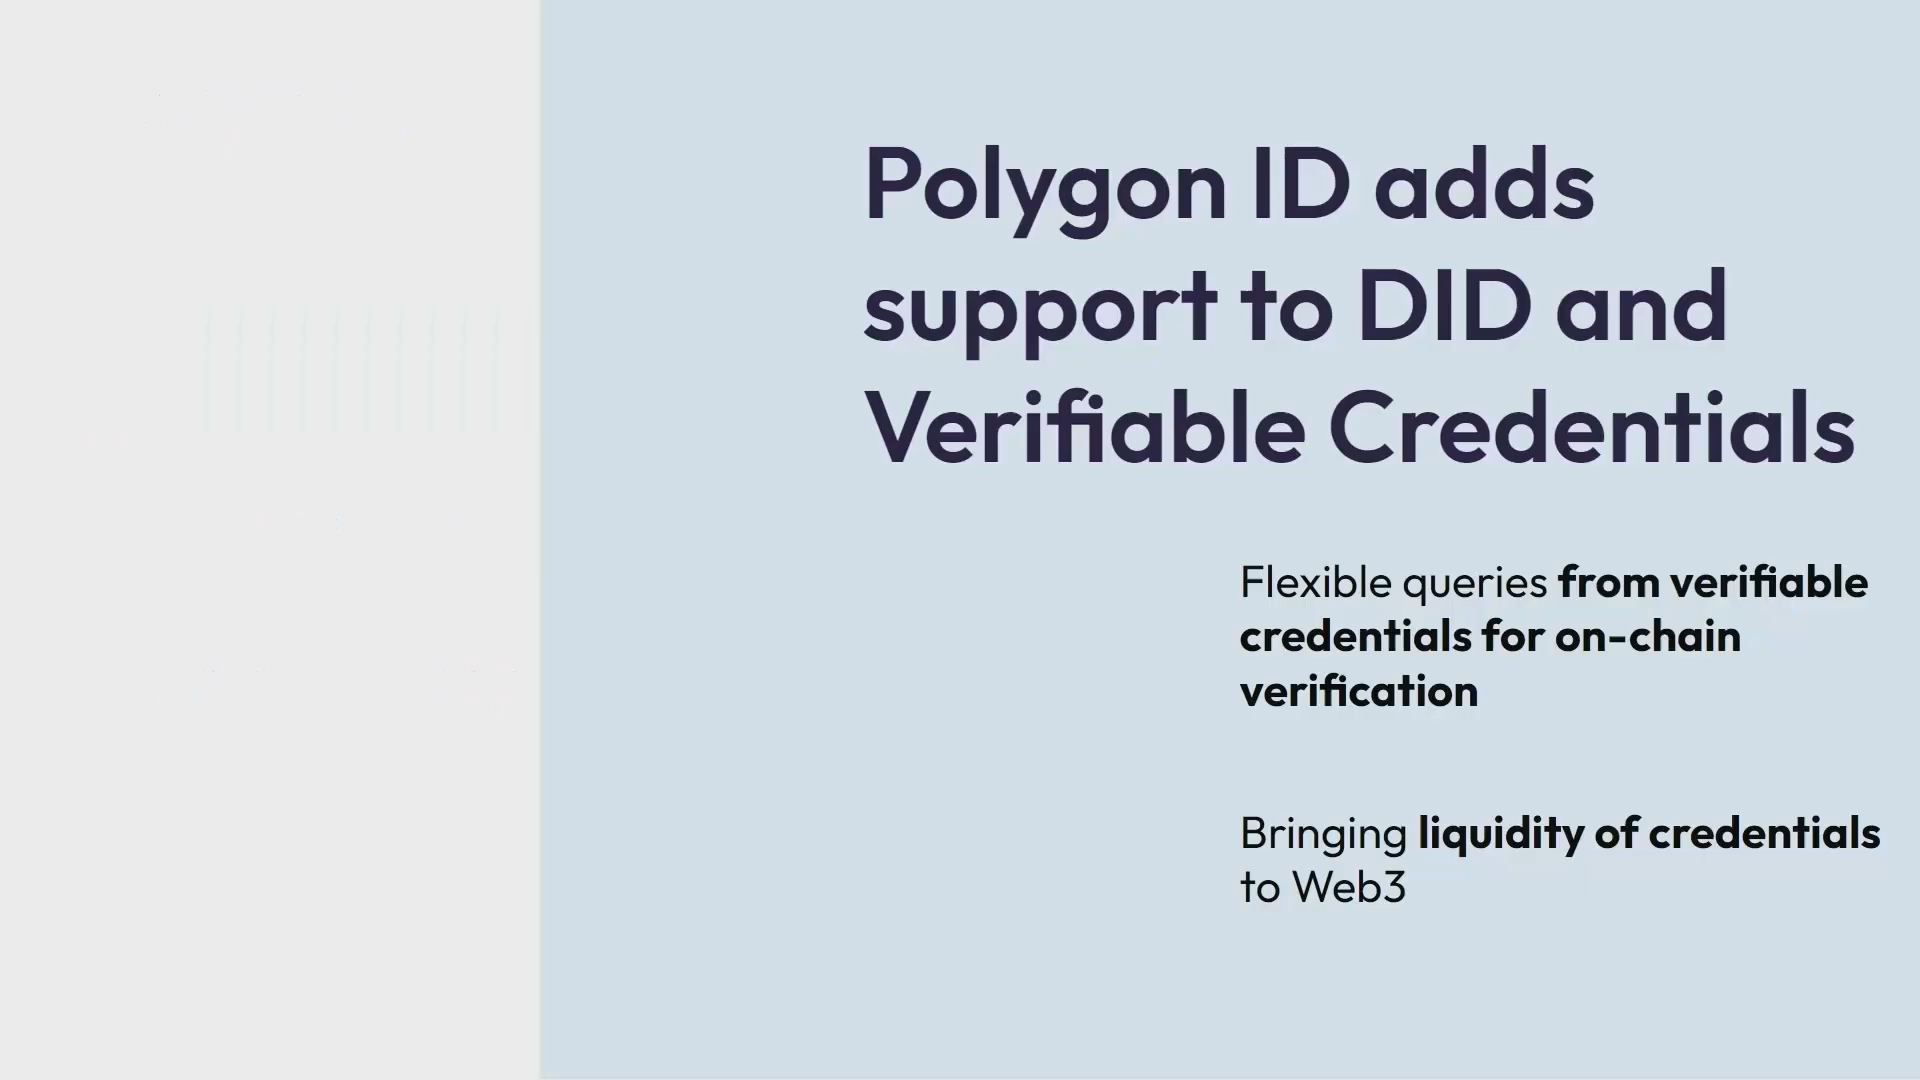 Polygon ID adds
support to DID and
Verifiable Credentials
Flexible queries from verifiable
credentials for on-chain
verification
Bringing liquidity of credentials
to Web3